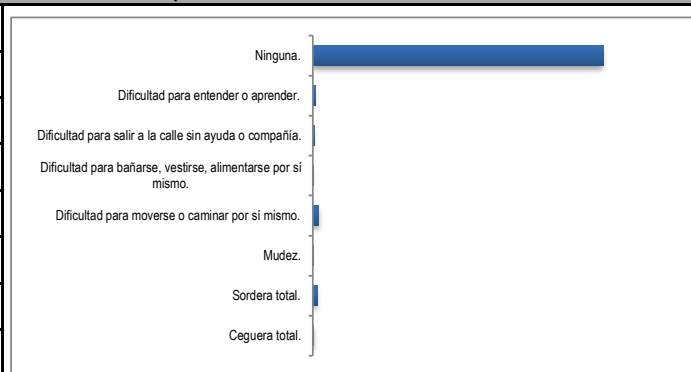 Ninguna.
Dificultad para entender o aprender.
Dificultad para salir a la calle sin ayuda o compañía.
Dificultad para bañarse, vestirse, alimentarse por sí
mismo.
Dificultad para moverse o caminar por sí mismo.
Mudez.
Sordera total.
Ceguera total.